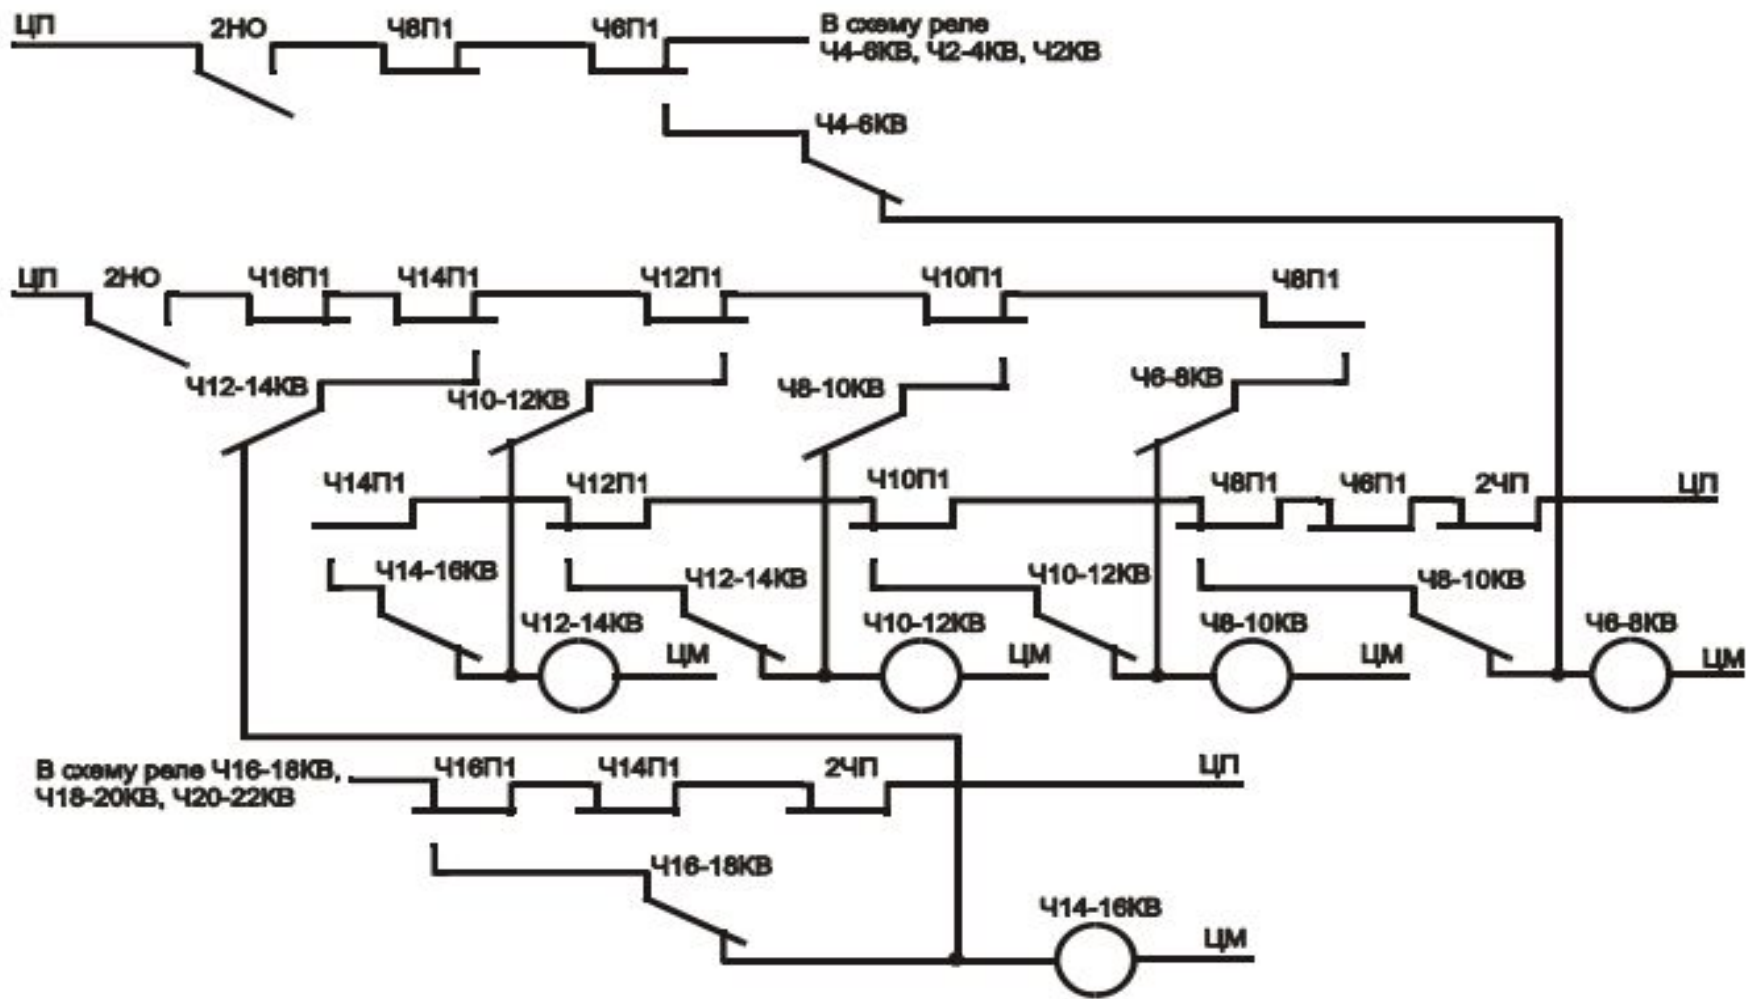 ЦП 2НО Ч8П1 Ч6П1 В схему реле
Ч4-6КВ, Ч2-4КВ, Ч2КВ
Ч4-6КВ
ЦП 2НО Ч16П1 Ч14П1 Ч12П1 Ч10П1 Ч8П1
Ч12-14КВ Ч10-12КВ Ч8-10КВ Ч6-8КВ
Ч14П1 Ч12П1 Ч10П1 Ч8П1 Ч6П1 2ЧП ЦП
Ч14-16КВ Ч12-14КВ Ч10-12КВ Ч8-10КВ
Ч12-14КВ ЦМ Ч10-12КВ ЦМ Ч8-10КВ ЦМ Ч6-8КВ ЦМ
В схему реле Ч16-18КВ,
Ч18-20КВ, Ч20-22КВ
Ч16П1 Ч14П1 2ЧП ЦП
Ч16-18КВ
Ч14-16КВ ЦМ